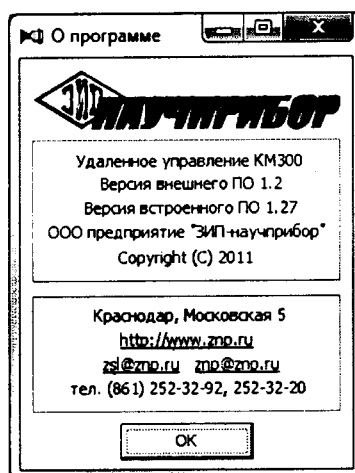 О программе
ЗИП НАУЧПРИБОР
Удаленное управление КМ300
Версия внешнего ПО 1.2
Версия встроенного ПО 1.27
ООО предприятие "ЗИП-научприбор"
Copyright (C) 2011
Краснодар, Московская 5
http://www.znp.ru
zsl@znp.ru znp@znp.ru
тел. (861) 252-32-92, 252-32-20
ОК